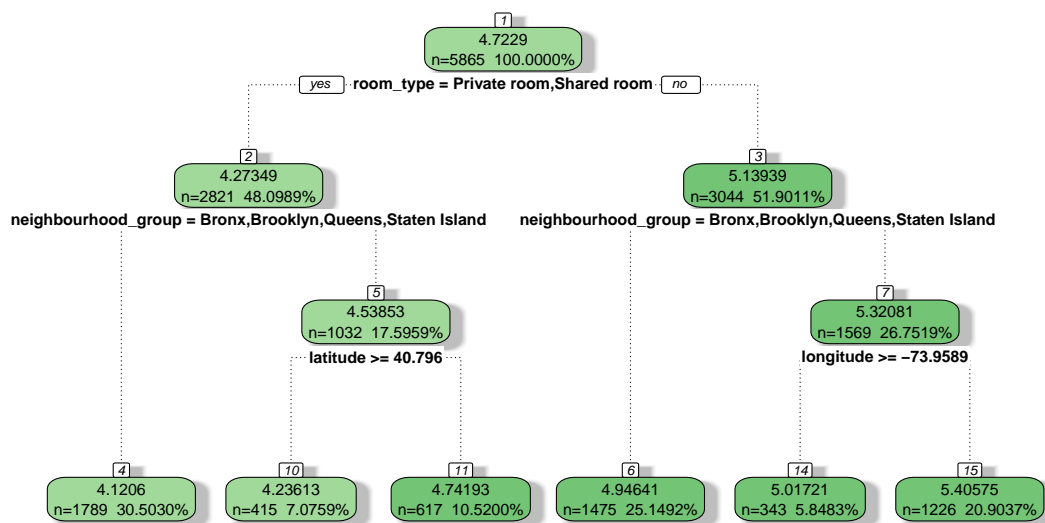 1
4.7229
n=5865 100.0000%
yes room_type = Private room,Shared room no
2 3
4.27349 5.13939
n=2821 48.0989% n=3044 51.9011%
neighbourhood_group = Bronx,Brooklyn,Queens,Staten Island neighbourhood_group = Bronx,Brooklyn,Queens,Staten Island
5 7
4.53853 5.32081
n=1032 17.5959% n=1569 26.7519%
latitude >= 40.796 longitude >= −73.9589
4 10 11 6 14 15
4.1206 4.23613 4.74193 4.94641 5.01721 5.40575
n=1789 30.5030% n=415 7.0759% n=617 10.5200% n=1475 25.1492% n=343 5.8483% n=1226 20.9037%